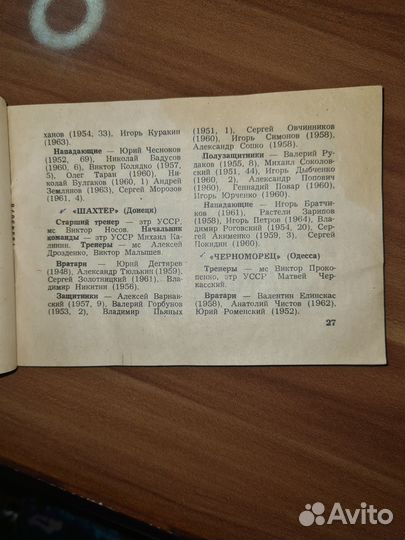 ханов (1954, 33), Игорь Куракин
(1963).
Нападающие — Юрий Чесноков
(1952, 69), Николай Бадусов
(1960, 6), Виктор Колядко (1957,
5), Олег Таран (1960), Ни-
колай Булгаков (1960, 1) Андрей
Земляков (1963), Сергей Морозов
(1961, 4).
«ШАХТЕР» (Донецк)
Старший тренер — зтр УССР,
мс Виктор Носов. Начальник
команды — зтр УССР Михаил Ка-
линин. Тренеры — мс Алексей
Дрозденко, Виктор Малышев.
Вратари — Юрий Дегтярев
(1948), Александр Тюлькин (1959),
Сергей Золотницкий (1961), Вла-
димир Никитин (1956).
Защитники — Алексей Варнав-
ский (1957, 9), Валерий Горбунов
(1953, 2), Владимир Пьяных
(1951, 1), Сергей Овчинников
(1960), Игорь Симонов (1958),
Александр Сопко (1958).
Полузащитники — Валерий Ру-
даков (1955, 8), Михаил Соколов-
ский (1951, 44), Игорь Дыбченко
(1960, 2), Александр Попович
(1960), Геннадий Повар (1960),
Игорь Юрченко (1960).
Нападающие — Игорь Братчи-
ков (1961), Растели Зарипов
(1958), Игорь Петров (1964), Вла-
димир Роговский (1954, 20), Сер-
гей Акименко (1959, 3), Сергей
Покидин (1960).
«ЧЕРНОМОРЕЦ» (Одесса)
Тренеры — мс Виктор Проко-
пенко, зтр УССР Матвей Чер-
касский.
Вратари — Валентин Елинскас
(1958), Анатолий Чистов (1962),
Юрий Роменский (1952).
27
Avito